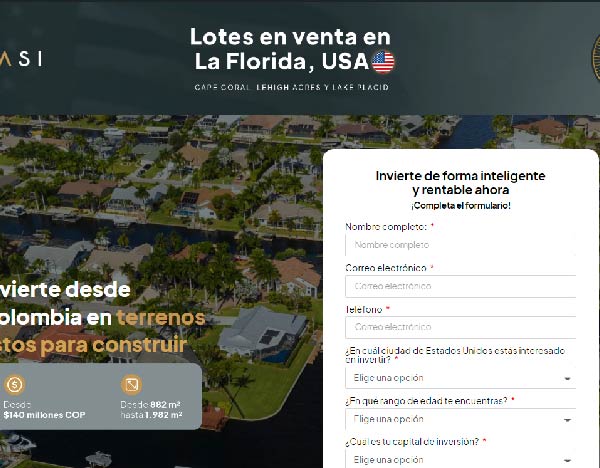 ASI
Lotes en venta en
La Florida, USA
CAPE CORAL, LEHIGH ACRES Y LAKE PLACID
Invierte de forma inteligente
y rentable ahora
¡Completa el formulario!
Nombre completo: *
Nombre completo
Correo electrónico *
Correo electrónico
Teléfono *
Correo electrónico
¿En cuál ciudad de Estados Unidos estás interesado
en invertir? *
Elige una opción
¿En qué rango de edad te encuentras? *
Elige una opción
¿Cuál es tu capital de inversión? *
Elige una opción
vierte desde
olombia en terrenos
stos para construir
Desde
$140 millones COP
Desde 882 m²
hasta 1.982 m²